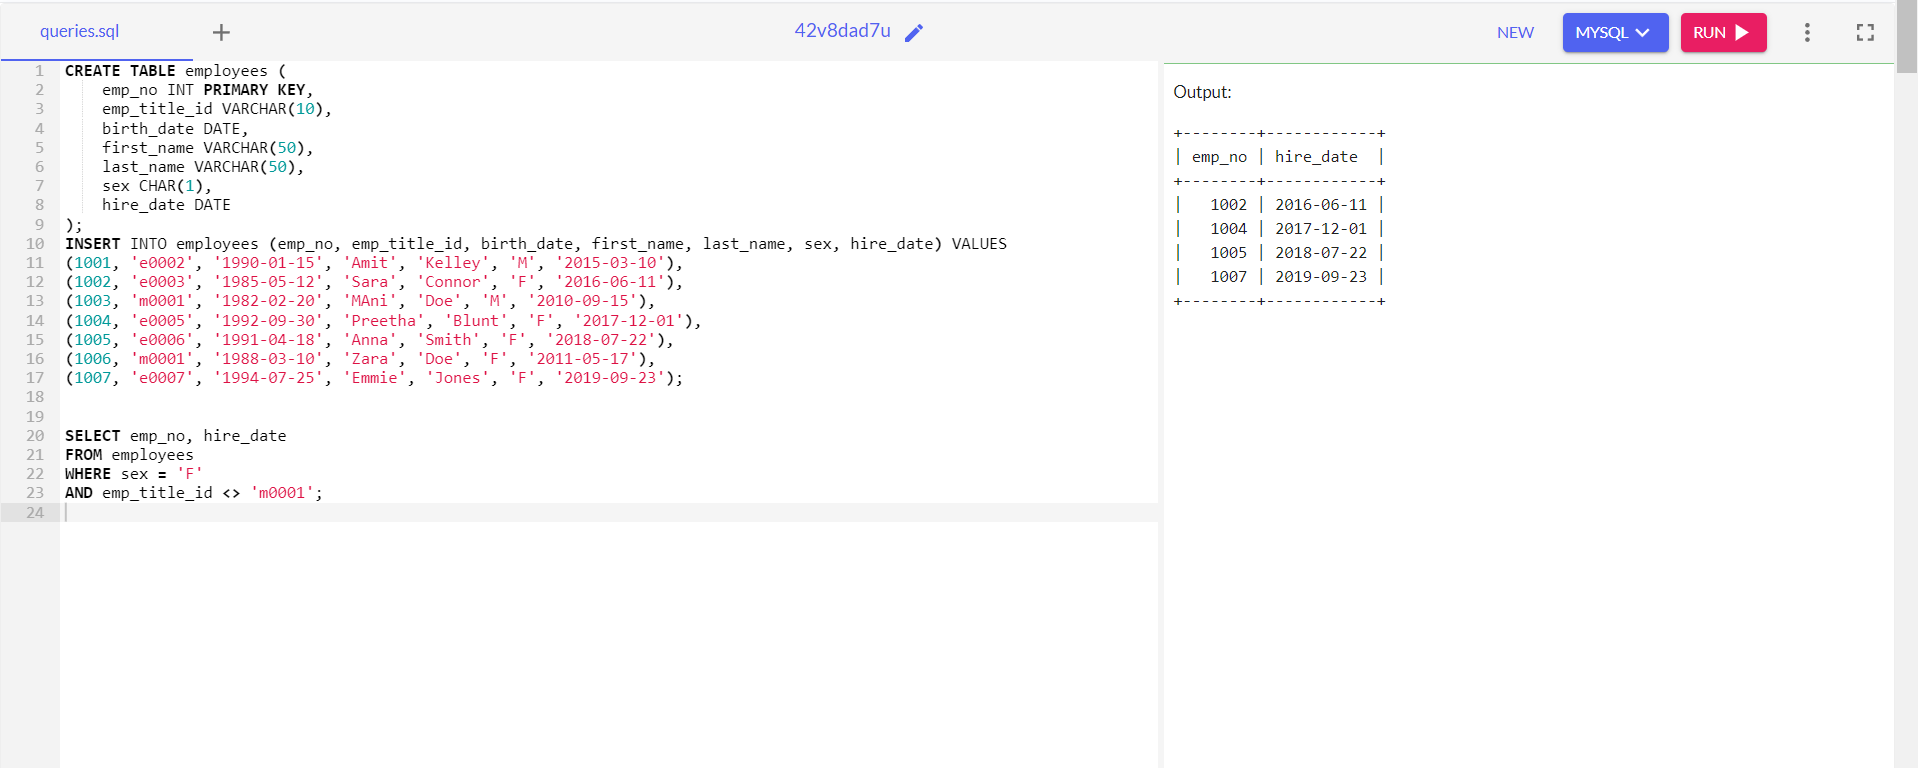 queries.sql + 42v8dad7u NEW MYSQL RUN
1 CREATE TABLE employees (
2     emp_no INT PRIMARY KEY,
3     emp_title_id VARCHAR(10),
4     birth_date DATE,
5     first_name VARCHAR(50),
6     last_name VARCHAR(50),
7     sex CHAR(1),
8     hire_date DATE
9 );
10 INSERT INTO employees (emp_no, emp_title_id, birth_date, first_name, last_name, sex, hire_date) VALUES
11 (1001, 'e0002', '1990-01-15', 'Amit', 'Kelley', 'M', '2015-03-10'),
12 (1002, 'e0003', '1985-05-12', 'Sara', 'Connor', 'F', '2016-06-11'),
13 (1003, 'm0001', '1982-02-20', 'MAni', 'Doe', 'M', '2010-09-15'),
14 (1004, 'e0005', '1992-09-30', 'Preetha', 'Blunt', 'F', '2017-12-01'),
15 (1005, 'e0006', '1991-04-18', 'Anna', 'Smith', 'F', '2018-07-22'),
16 (1006, 'm0001', '1988-03-10', 'Zara', 'Doe', 'F', '2011-05-17'),
17 (1007, 'e0007', '1994-07-25', 'Emmie', 'Jones', 'F', '2019-09-23');
18
19
20 SELECT emp_no, hire_date
21 FROM employees
22 WHERE sex = 'F'
23 AND emp_title_id <> 'm0001';
24
Output:
+--------+------------+
| emp_no | hire_date  |
+--------+------------+
|   1002 | 2016-06-11 |
|   1004 | 2017-12-01 |
|   1005 | 2018-07-22 |
|   1007 | 2019-09-23 |
+--------+------------+